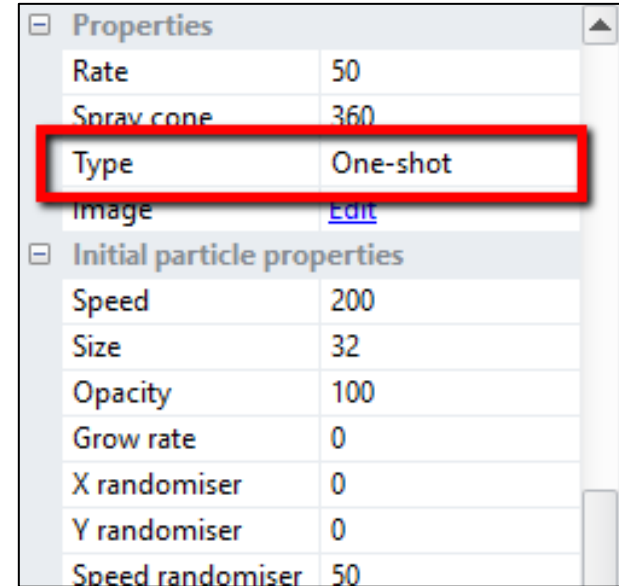 Properties
Rate 50
Spray cone 360
Type One-shot
Image Edit
Initial particle properties
Speed 200
Size 32
Opacity 100
Grow rate 0
X randomiser 0
Y randomiser 0
Speed randomiser 50